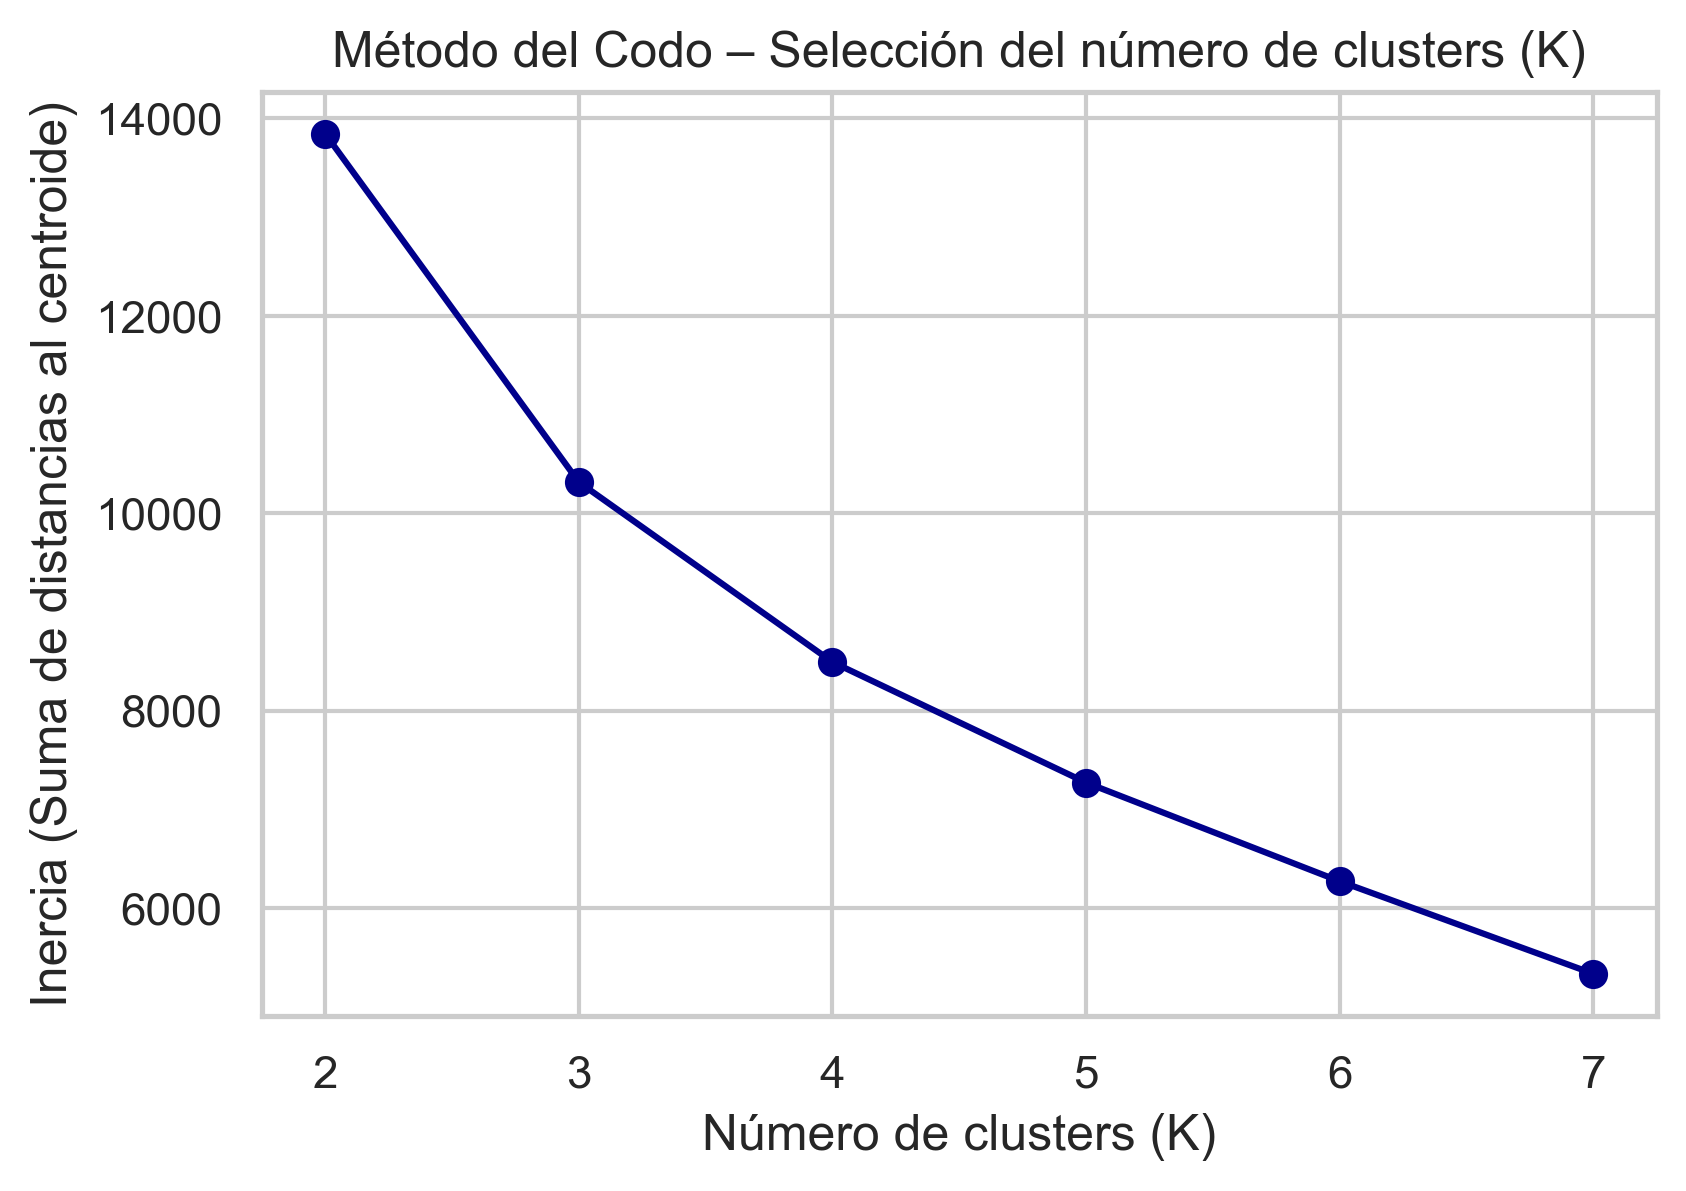 Método del Codo – Selección del número de clusters (K)
Inercia (Suma de distancias al centroide)
14000
12000
10000
8000
6000
2 3 4 5 6 7
Número de clusters (K)